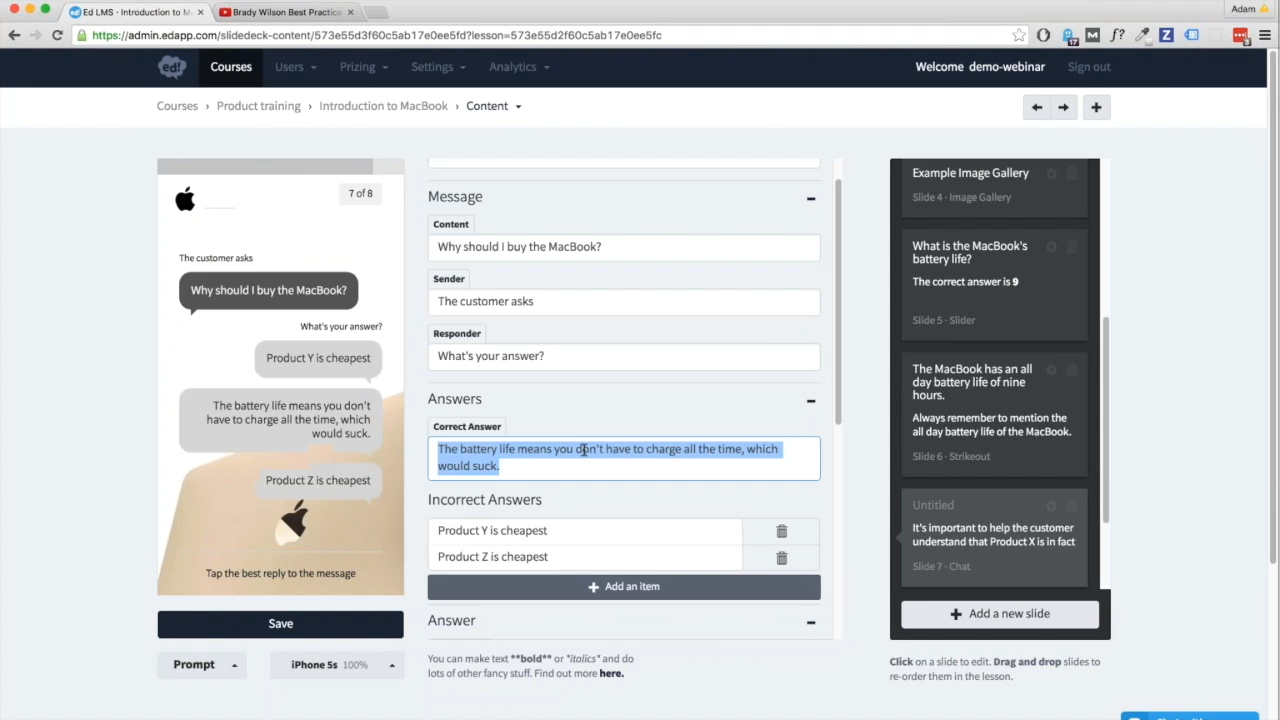 Ed LMS - Introduction to M
Brady Wilson Best Practice
Adam
https://admin.edapp.com/slidedeck-content/573e55d3f60c5ab17e0ee5fd?lesson=573e55d2f60c5ab17e0ee5fc
17
M
f?
Z
ed!
Courses
Users
Prizing
Settings
Analytics
Welcome demo-webinar
Sign out
Courses › Product training › Introduction to MacBook › Content
7 of 8
The customer asks
Why should I buy the MacBook?
What's your answer?
Product Y is cheapest
The battery life means you don't
have to charge all the time, which
would suck.
Product Z is cheapest
Tap the best reply to the message
Save
Prompt
iPhone 5s 100%
Message
Content
Why should I buy the MacBook?
Sender
The customer asks
Responder
What's your answer?
Answers
Correct Answer
The battery life means you don't have to charge all the time, which
would suck.
Incorrect Answers
Product Y is cheapest
Product Z is cheapest
Add an item
Answer
You can make text **bold** or *italics* and do
lots of other fancy stuff. Find out more here.
Example Image Gallery
Slide 4 · Image Gallery
What is the MacBook's
battery life?
The correct answer is 9
Slide 5 · Slider
The MacBook has an all
day battery life of nine
hours.
Always remember to mention the
all day battery life of the MacBook.
Slide 6 · Strikeout
Untitled
It's important to help the customer
understand that Product X is in fact
Slide 7 · Chat
Add a new slide
Click on a slide to edit. Drag and drop slides to
re-order them in the lesson.